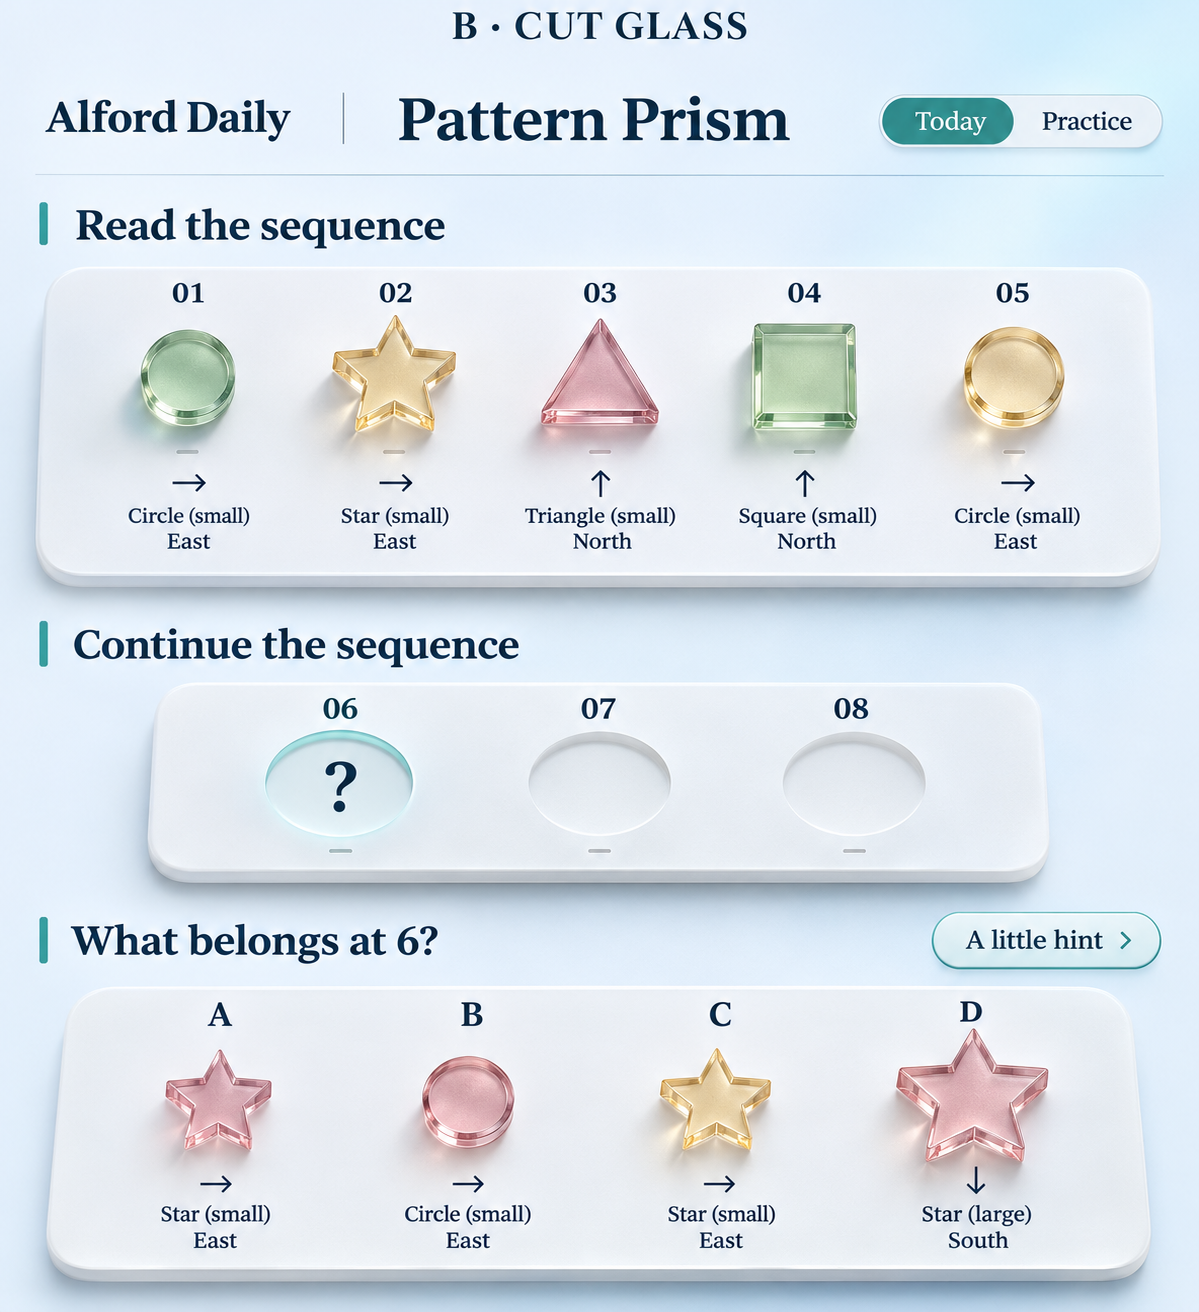 B · CUT GLASS
Alford Daily
Pattern Prism
Today
Practice
Read the sequence
01
02
03
04
05
→
→
↑
↑
→
Circle (small)
East
Star (small)
East
Triangle (small)
North
Square (small)
North
Circle (small)
East
Continue the sequence
06
07
08
?
What belongs at 6?
A little hint >
A
B
C
D
→
→
→
↓
Star (small)
East
Circle (small)
East
Star (small)
East
Star (large)
South